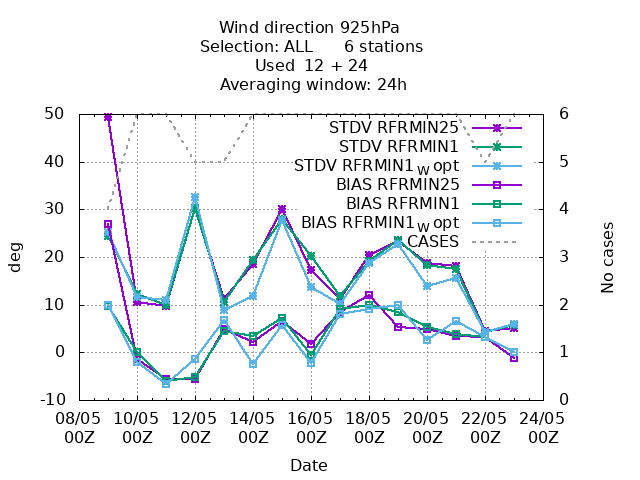 Wind direction 925hPa
Selection: ALL 6 stations
Used 12 + 24
Averaging window: 24h
50
40
30
20
10
0
-10
6
5
4
3
2
1
0
STDV RFRMIN25
STDV RFRMIN1
STDV RFRMIN1_W opt
BIAS RFRMIN25
BIAS RFRMIN1
BIAS RFRMIN1_W opt
CASES
deg
No cases
08/05 10/05 12/05 14/05 16/05 18/05 20/05 22/05 24/05
00Z 00Z 00Z 00Z 00Z 00Z 00Z 00Z 00Z
Date